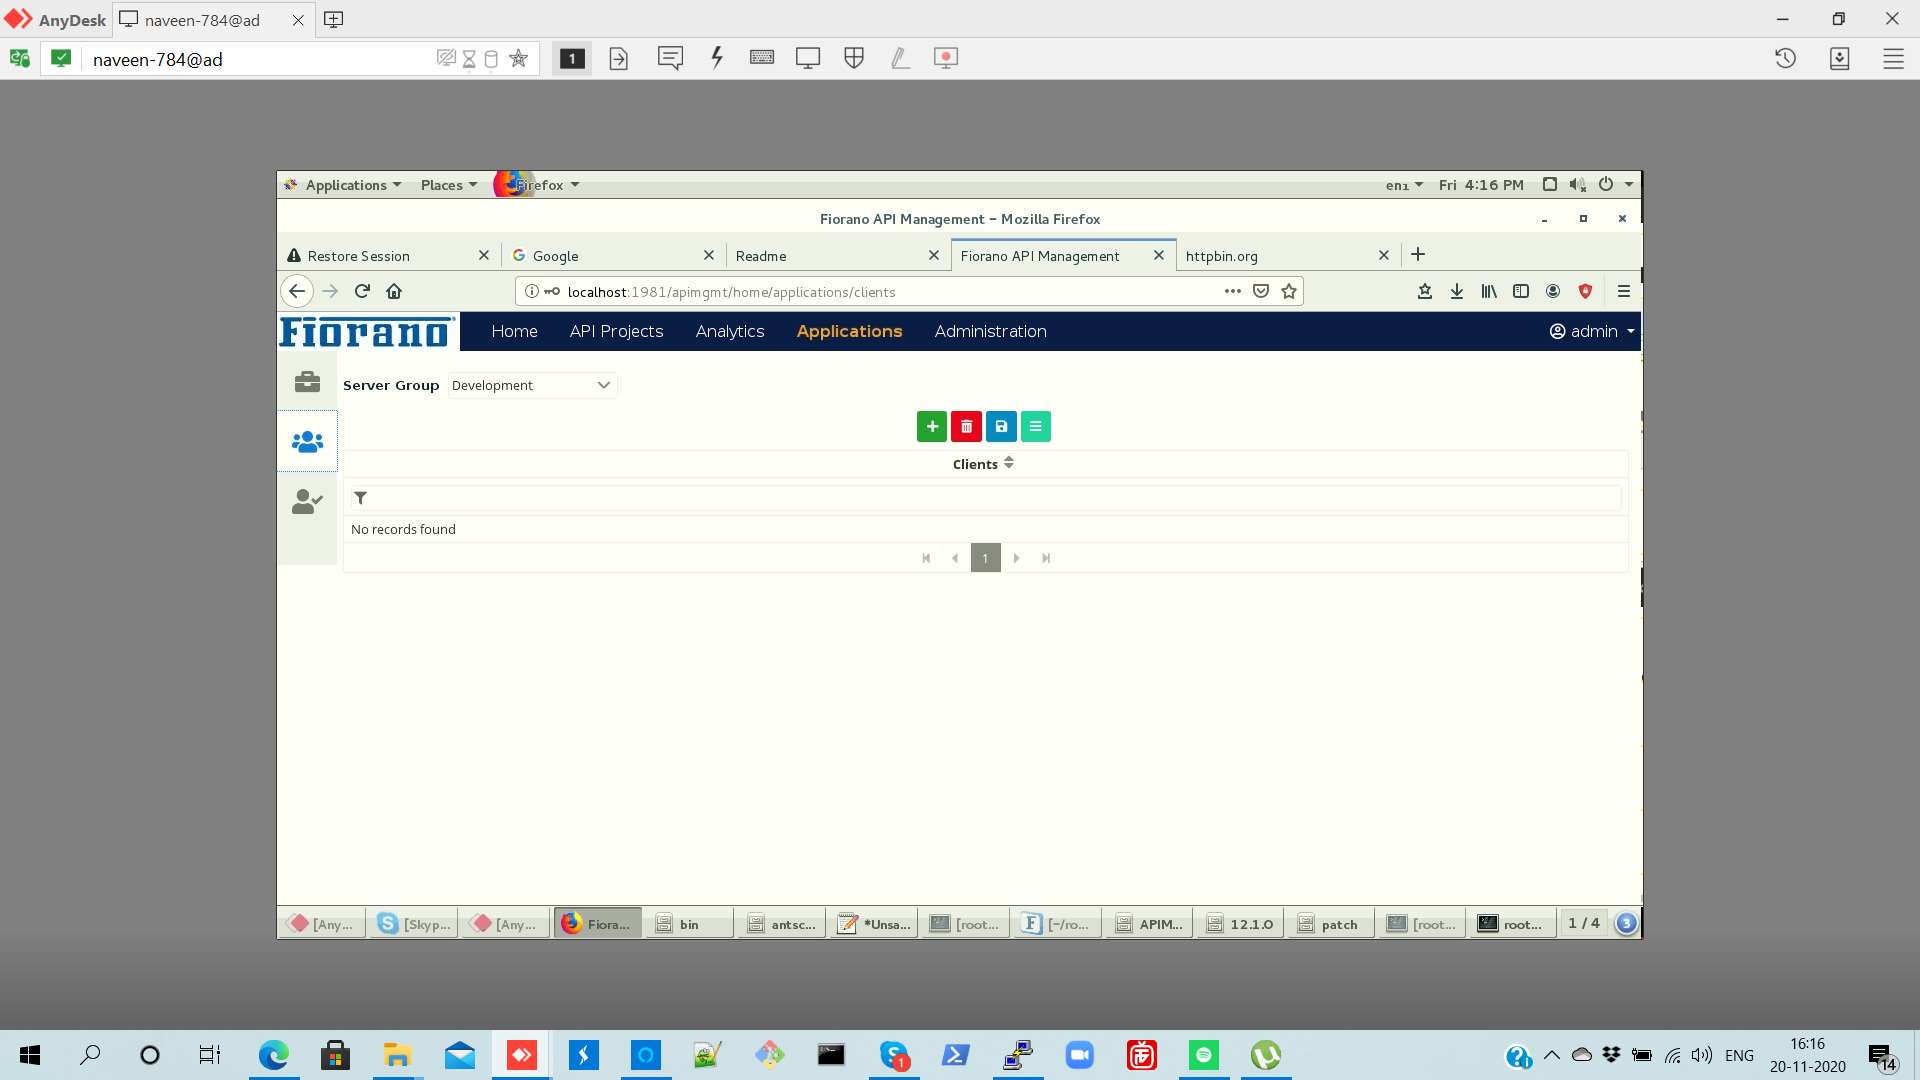 AnyDesk
naveen-784@ad
naveen-784@ad
1
Applications
Places
Firefox
en1
Fri 4:16 PM
Fiorano API Management - Mozilla Firefox
Restore Session
Google
Readme
Fiorano API Management
httpbin.org
localhost:1981/apimgmt/home/applications/clients
Fiorano
Home
API Projects
Analytics
Applications
Administration
admin
Server Group
Development
Clients
No records found
1
[Any...
[Skyp...
[Any...
Fiora...
bin
antsc...
*Unsa...
[root...
[~/ro...
APIM...
12.1.0
patch
[root...
root...
1 / 4
3
1
ENG
16:16
20-11-2020
14